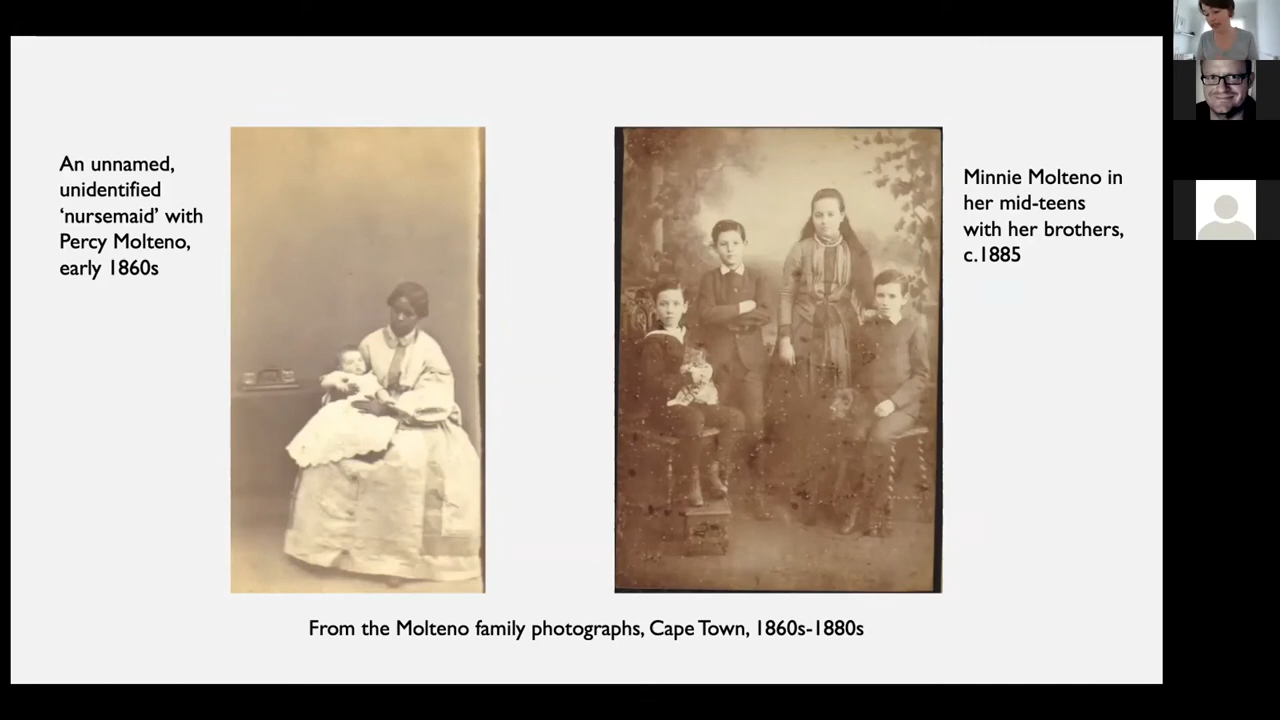 An unnamed,
unidentified
‘nursemaid’ with
Percy Molteno,
early 1860s
Minnie Molteno in
her mid-teens
with her brothers,
c.1885
From the Molteno family photographs, Cape Town, 1860s-1880s